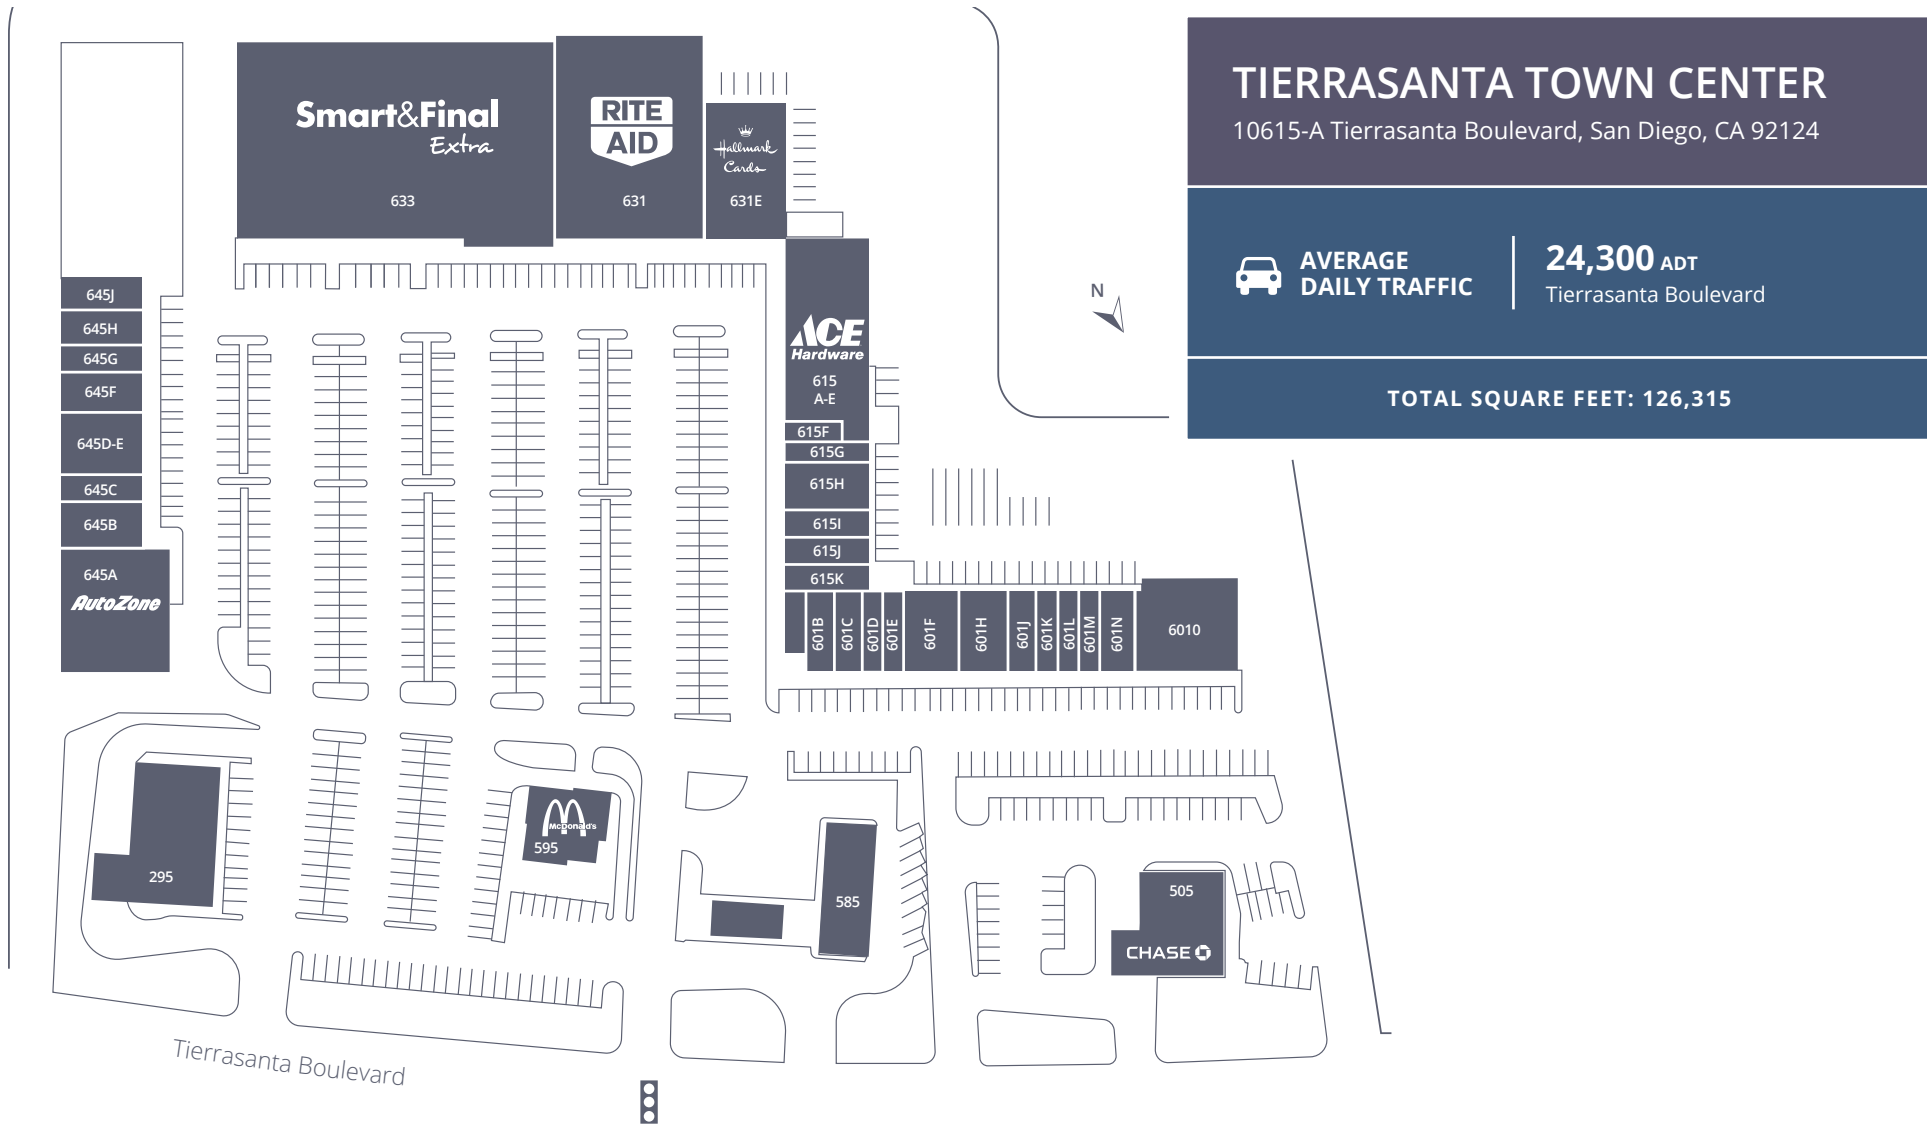 TIERRASANTA TOWN CENTER
10615-A Tierrasanta Boulevard, San Diego, CA 92124
AVERAGE
DAILY TRAFFIC
24,300 ADT
Tierrasanta Boulevard
TOTAL SQUARE FEET: 126,315
N
Smart&Final
Extra
633
RITE
AID
631
Hallmark
Cards
631E
ACE
Hardware
615
A-E
615F
615G
615H
615I
615J
615K
645J
645H
645G
645F
645D-E
645C
645B
645A
AutoZone
601B
601C
601D
601E
601F
601H
601J
601K
601L
601M
601N
6010
295
McDonald's
595
585
505
CHASE
Tierrasanta Boulevard